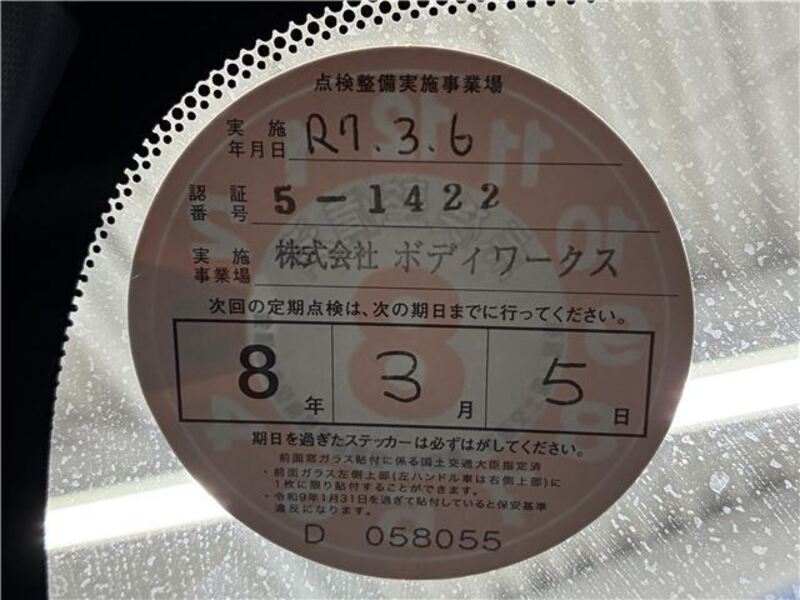 点検整備実施事業場
実施年月日 R7.3.6
認証番号 5-1422
実施事業場 株式会社 ボディワークス
次回の定期点検は、次の期日までに行ってください。
8年 3月 5日
期日を過ぎたステッカーは必ずはがしてください。
前面窓ガラス貼付に係る国土交通大臣指定済
・前面ガラス左側上部(左ハンドル車は右側上部)に
1枚に限り貼付することができます。
・令和9年1月31日を過ぎて貼付していると保安基準
違反になります。
D 058055